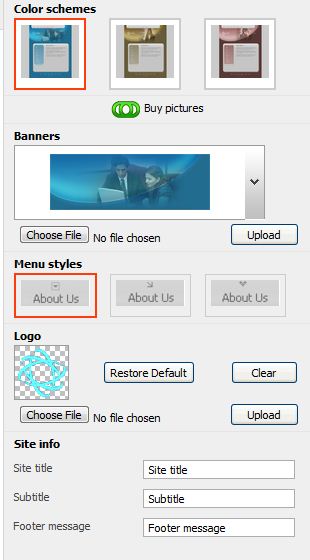 Color schemes
Buy pictures
Banners
Choose File No file chosen Upload
Menu styles
About Us About Us About Us
Logo
Restore Default Clear
Choose File No file chosen Upload
Site info
Site title Site title
Subtitle Subtitle
Footer message Footer message